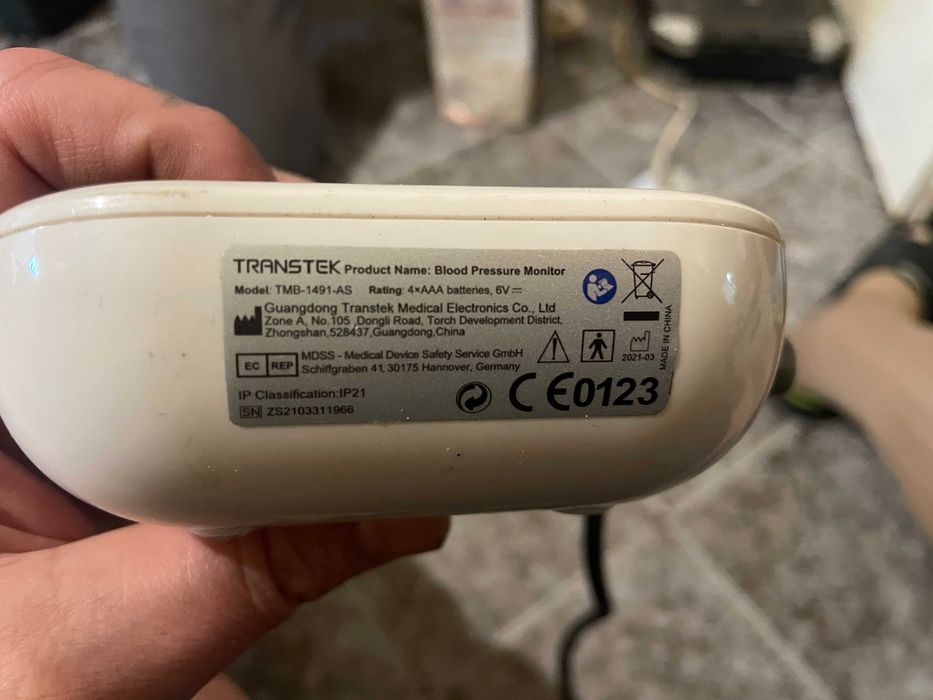 TRANSTEK Product Name: Blood Pressure Monitor
Model: TMB-1491-AS Rating: 4×AAA batteries, 6V
Guangdong Transtek Medical Electronics Co., Ltd
Zone A, No.105 ,Dongli Road, Torch Development District,
Zhongshan,528437,Guangdong,China
EC REP
MDSS - Medical Device Safety Service GmbH
Schiffgraben 41, 30175 Hannover, Germany
2021-03
MADE IN CHINA
IP Classification:IP21
SN ZS2103311966
CE0123